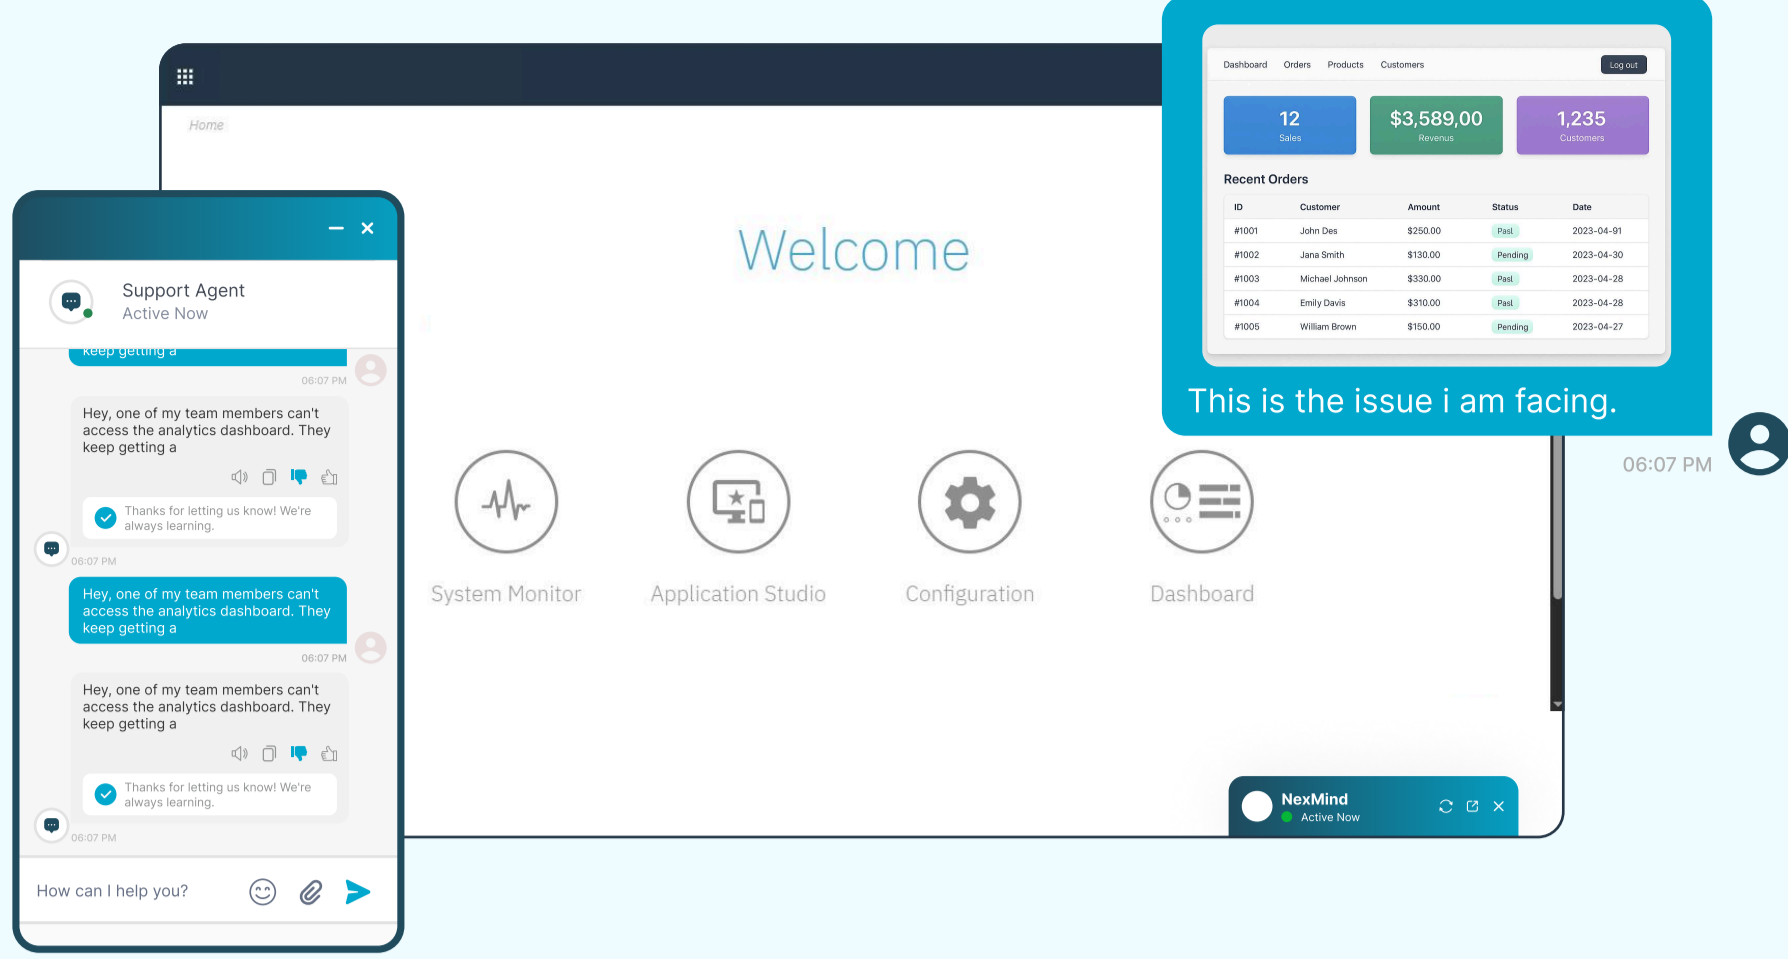 Home
Welcome
System Monitor
Application Studio
Configuration
Dashboard
NexMind
Active Now
Support Agent
Active Now
keep getting a
06:07 PM
Hey, one of my team members can't
access the analytics dashboard. They
keep getting a
Thanks for letting us know! We're
always learning.
06:07 PM
Hey, one of my team members can't
access the analytics dashboard. They
keep getting a
06:07 PM
Hey, one of my team members can't
access the analytics dashboard. They
keep getting a
Thanks for letting us know! We're
always learning.
06:07 PM
How can I help you?
Dashboard Orders Products Customers Log out
12 $3,589,00 1,235
Sales Revenus Customers
Recent Orders
ID Customer Amount Status Date
#1001 John Des $250.00 Pasl 2023-04-91
#1002 Jana Smith $130.00 Pending 2023-04-30
#1003 Michael Johnson $330.00 Pasl 2023-04-28
#1004 Emily Davis $310.00 Pasl 2023-04-28
#1005 William Brown $150.00 Pending 2023-04-27
This is the issue i am facing.
06:07 PM